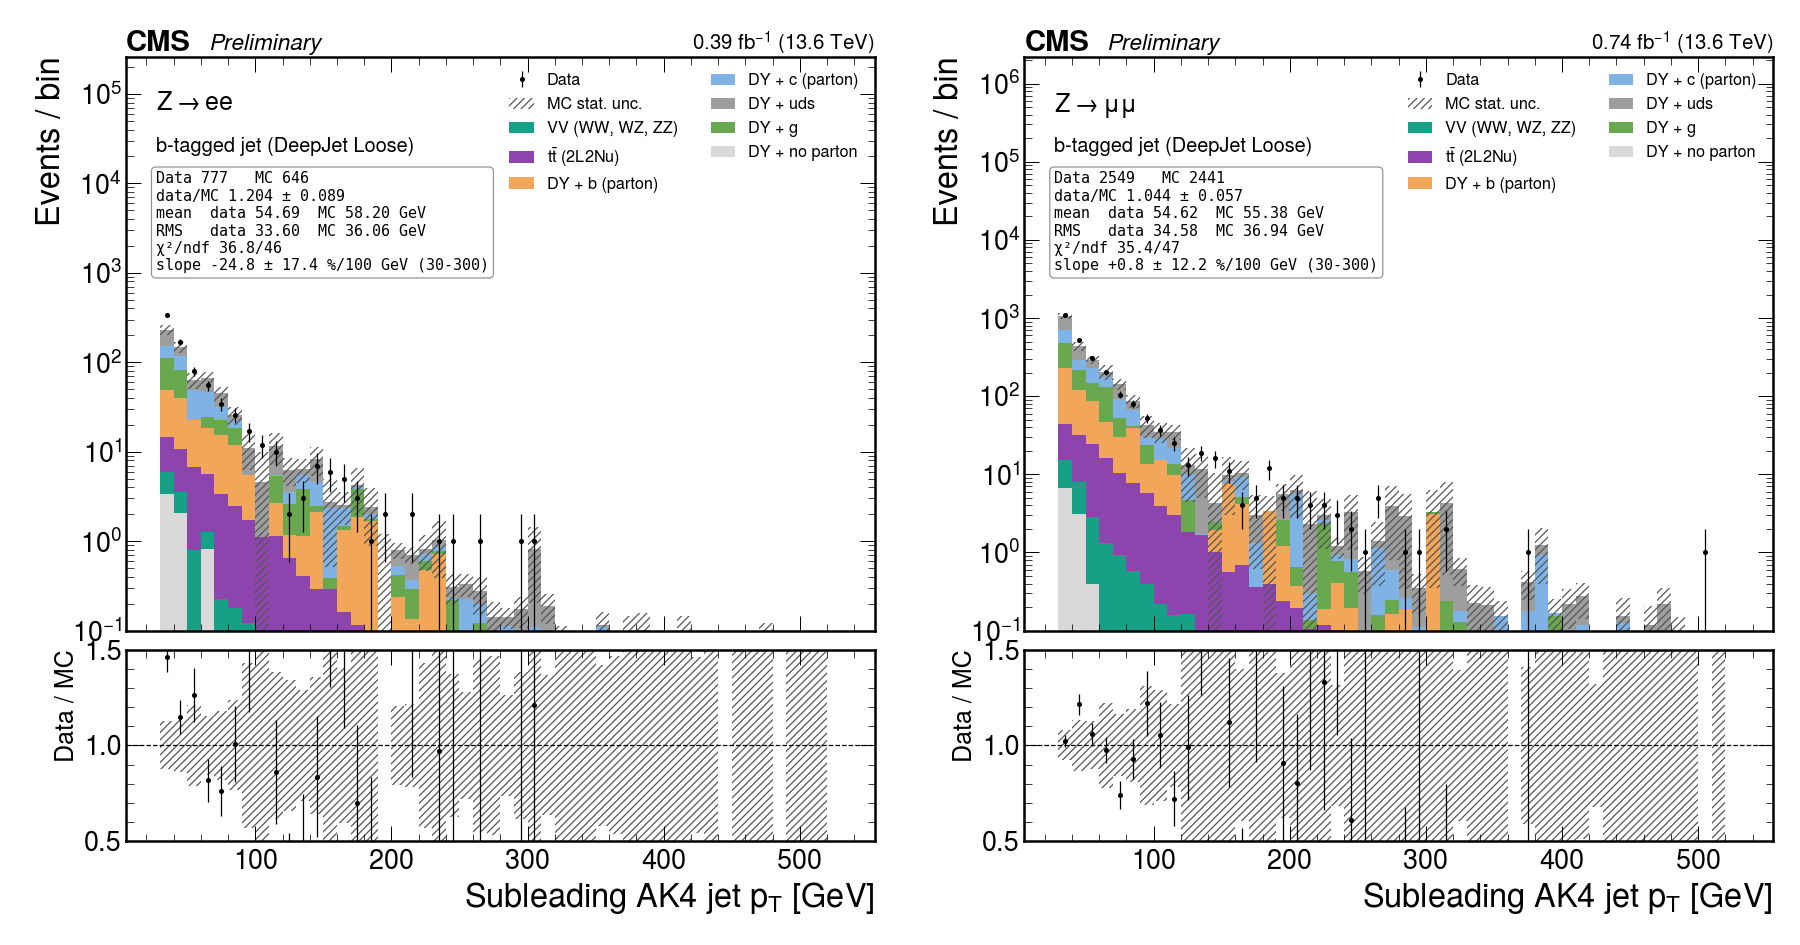 CMS Preliminary 0.39 fb⁻¹ (13.6 TeV)
Events / bin
Z → ee
b-tagged jet (DeepJet Loose)
Data 777   MC 646
data/MC 1.204 ± 0.089
mean  data 54.69  MC 58.20 GeV
RMS   data 33.60  MC 36.06 GeV
χ²/ndf 36.8/46
slope -24.8 ± 17.4 %/100 GeV (30-300)
Data
MC stat. unc.
VV (WW, WZ, ZZ)
tt̄ (2L2Nu)
DY + b (parton)
DY + c (parton)
DY + uds
DY + g
DY + no parton
10⁵
10⁴
10³
10²
10¹
10⁰
10⁻¹
Data / MC
1.5
1.0
0.5
100 200 300 400 500
Subleading AK4 jet p_T [GeV]
CMS Preliminary 0.74 fb⁻¹ (13.6 TeV)
Events / bin
Z → μμ
b-tagged jet (DeepJet Loose)
Data 2549   MC 2441
data/MC 1.044 ± 0.057
mean  data 54.62  MC 55.38 GeV
RMS   data 34.58  MC 36.94 GeV
χ²/ndf 35.4/47
slope +0.8 ± 12.2 %/100 GeV (30-300)
Data
MC stat. unc.
VV (WW, WZ, ZZ)
tt̄ (2L2Nu)
DY + b (parton)
DY + c (parton)
DY + uds
DY + g
DY + no parton
10⁶
10⁵
10⁴
10³
10²
10¹
10⁰
10⁻¹
Data / MC
1.5
1.0
0.5
100 200 300 400 500
Subleading AK4 jet p_T [GeV]